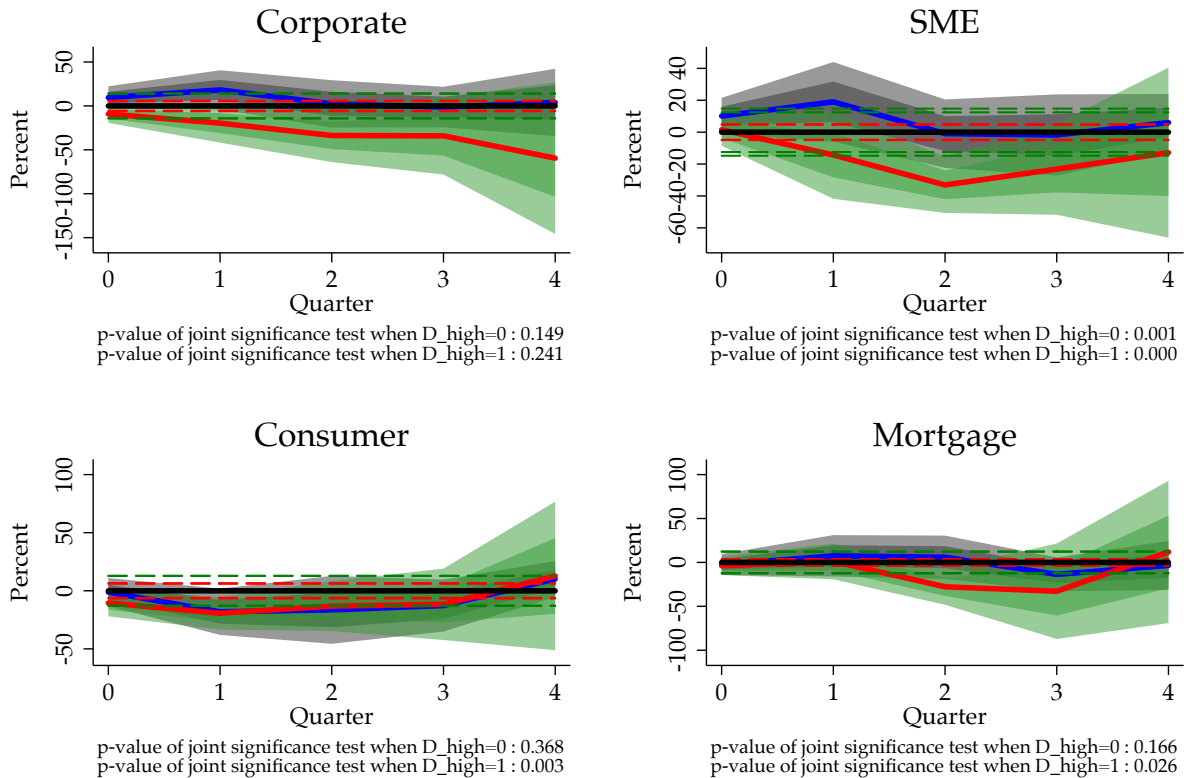 Corporate
Percent
50
0
-50
-100
-150
0 1 2 3 4
Quarter
p-value of joint significance test when D_high=0 : 0.149
p-value of joint significance test when D_high=1 : 0.241
SME
Percent
40
20
0
-20
-40
-60
0 1 2 3 4
Quarter
p-value of joint significance test when D_high=0 : 0.001
p-value of joint significance test when D_high=1 : 0.000
Consumer
Percent
100
50
0
-50
0 1 2 3 4
Quarter
p-value of joint significance test when D_high=0 : 0.368
p-value of joint significance test when D_high=1 : 0.003
Mortgage
Percent
100
50
0
-50
-100
0 1 2 3 4
Quarter
p-value of joint significance test when D_high=0 : 0.166
p-value of joint significance test when D_high=1 : 0.026